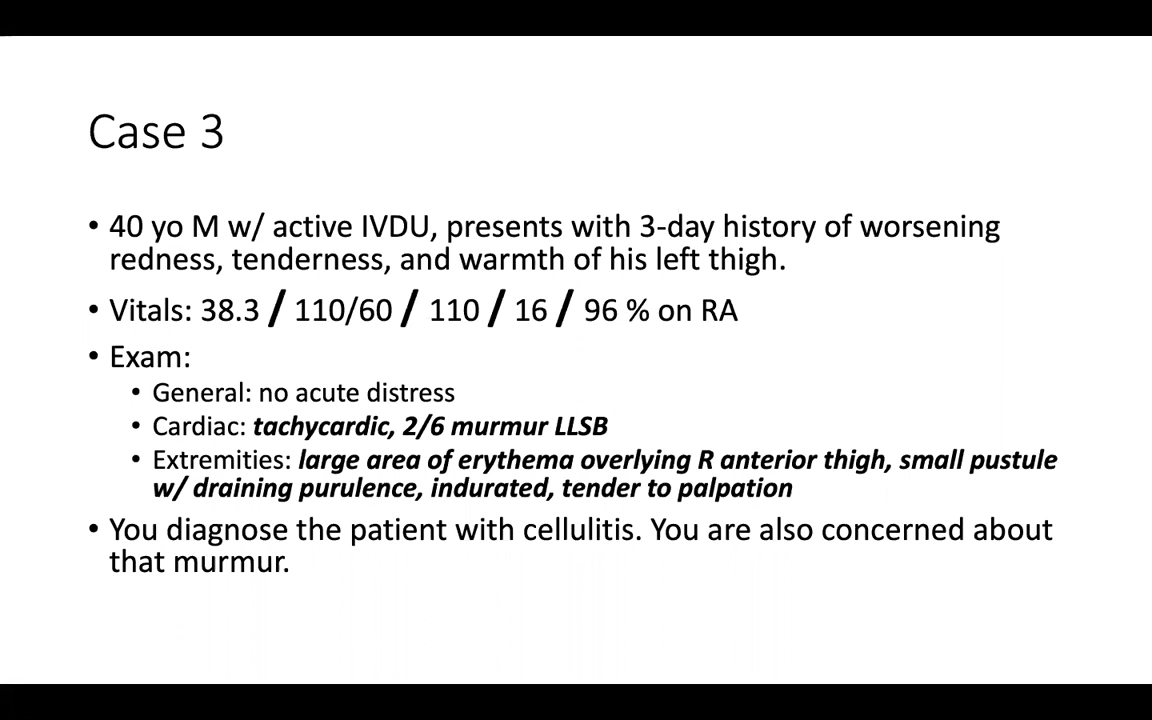 Case 3
• 40 yo M w/ active IVDU, presents with 3-day history of worsening
redness, tenderness, and warmth of his left thigh.
• Vitals: 38.3 / 110/60 / 110 / 16 / 96 % on RA
• Exam:
• General: no acute distress
• Cardiac: tachycardic, 2/6 murmur LLSB
• Extremities: large area of erythema overlying R anterior thigh, small pustule
w/ draining purulence, indurated, tender to palpation
• You diagnose the patient with cellulitis. You are also concerned about
that murmur.